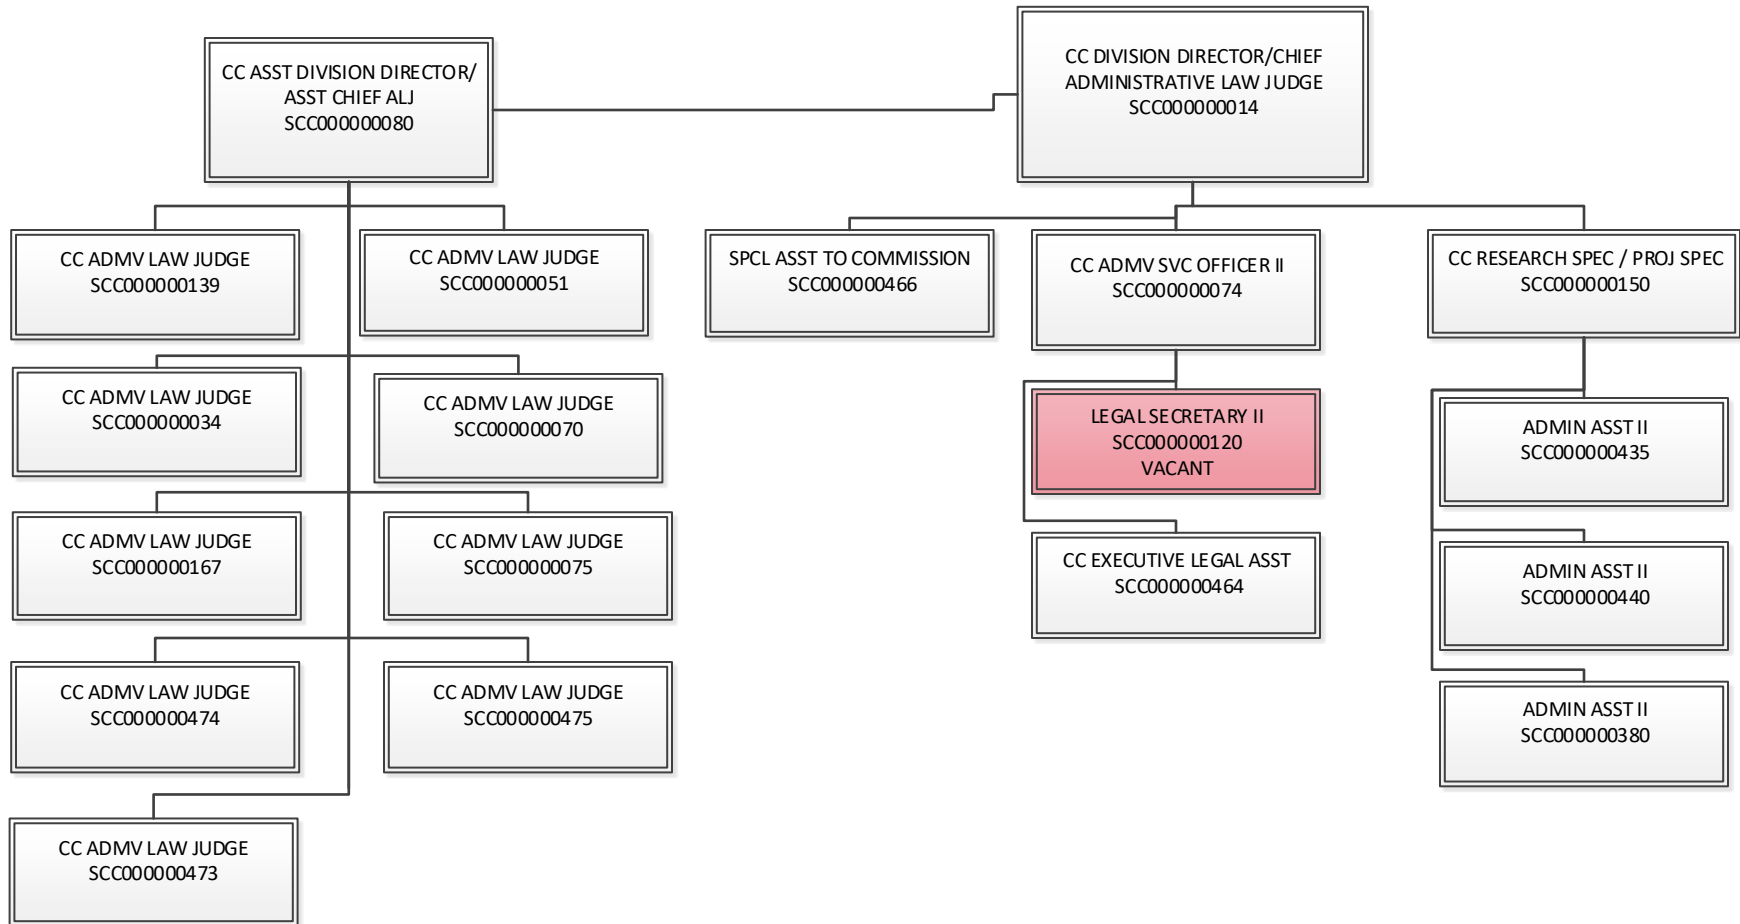 CC ASST DIVISION DIRECTOR/
ASST CHIEF ALJ
SCC000000080
CC DIVISION DIRECTOR/CHIEF
ADMINISTRATIVE LAW JUDGE
SCC000000014
CC ADMV LAW JUDGE
SCC000000139
CC ADMV LAW JUDGE
SCC000000051
SPCL ASST TO COMMISSION
SCC000000466
CC ADMV SVC OFFICER II
SCC000000074
CC RESEARCH SPEC / PROJ SPEC
SCC000000150
CC ADMV LAW JUDGE
SCC000000034
CC ADMV LAW JUDGE
SCC000000070
LEGAL SECRETARY II
SCC000000120
VACANT
ADMIN ASST II
SCC000000435
CC ADMV LAW JUDGE
SCC000000167
CC ADMV LAW JUDGE
SCC000000075
CC EXECUTIVE LEGAL ASST
SCC000000464
ADMIN ASST II
SCC000000440
CC ADMV LAW JUDGE
SCC000000474
CC ADMV LAW JUDGE
SCC000000475
ADMIN ASST II
SCC000000380
CC ADMV LAW JUDGE
SCC000000473